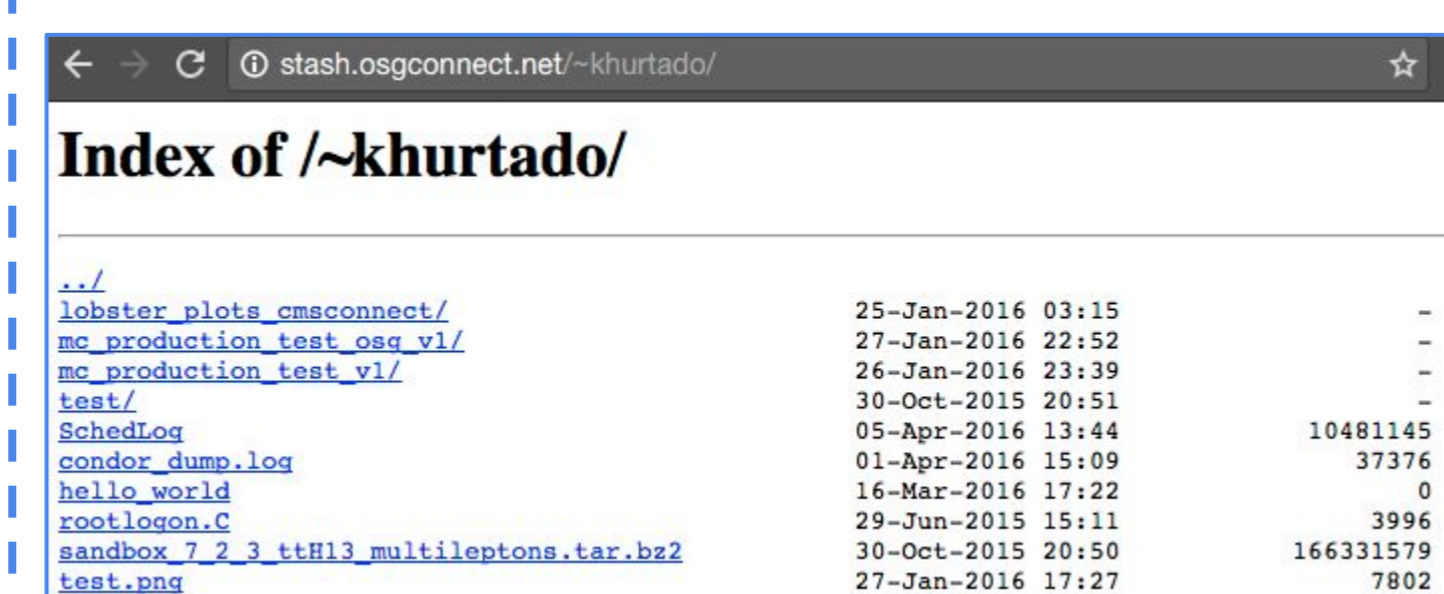 stash.osgconnect.net/~khurtado/
Index of /~khurtado/
../
lobster_plots_cmsconnect/ 25-Jan-2016 03:15 -
mc_production_test_osg_v1/ 27-Jan-2016 22:52 -
mc_production_test_v1/ 26-Jan-2016 23:39 -
test/ 30-Oct-2015 20:51 -
SchedLog 05-Apr-2016 13:44 10481145
condor_dump.log 01-Apr-2016 15:09 37376
hello_world 16-Mar-2016 17:22 0
rootlogon.C 29-Jun-2015 15:11 3996
sandbox_7_2_3_ttH13_multileptons.tar.bz2 30-Oct-2015 20:50 166331579
test.png 27-Jan-2016 17:27 7802